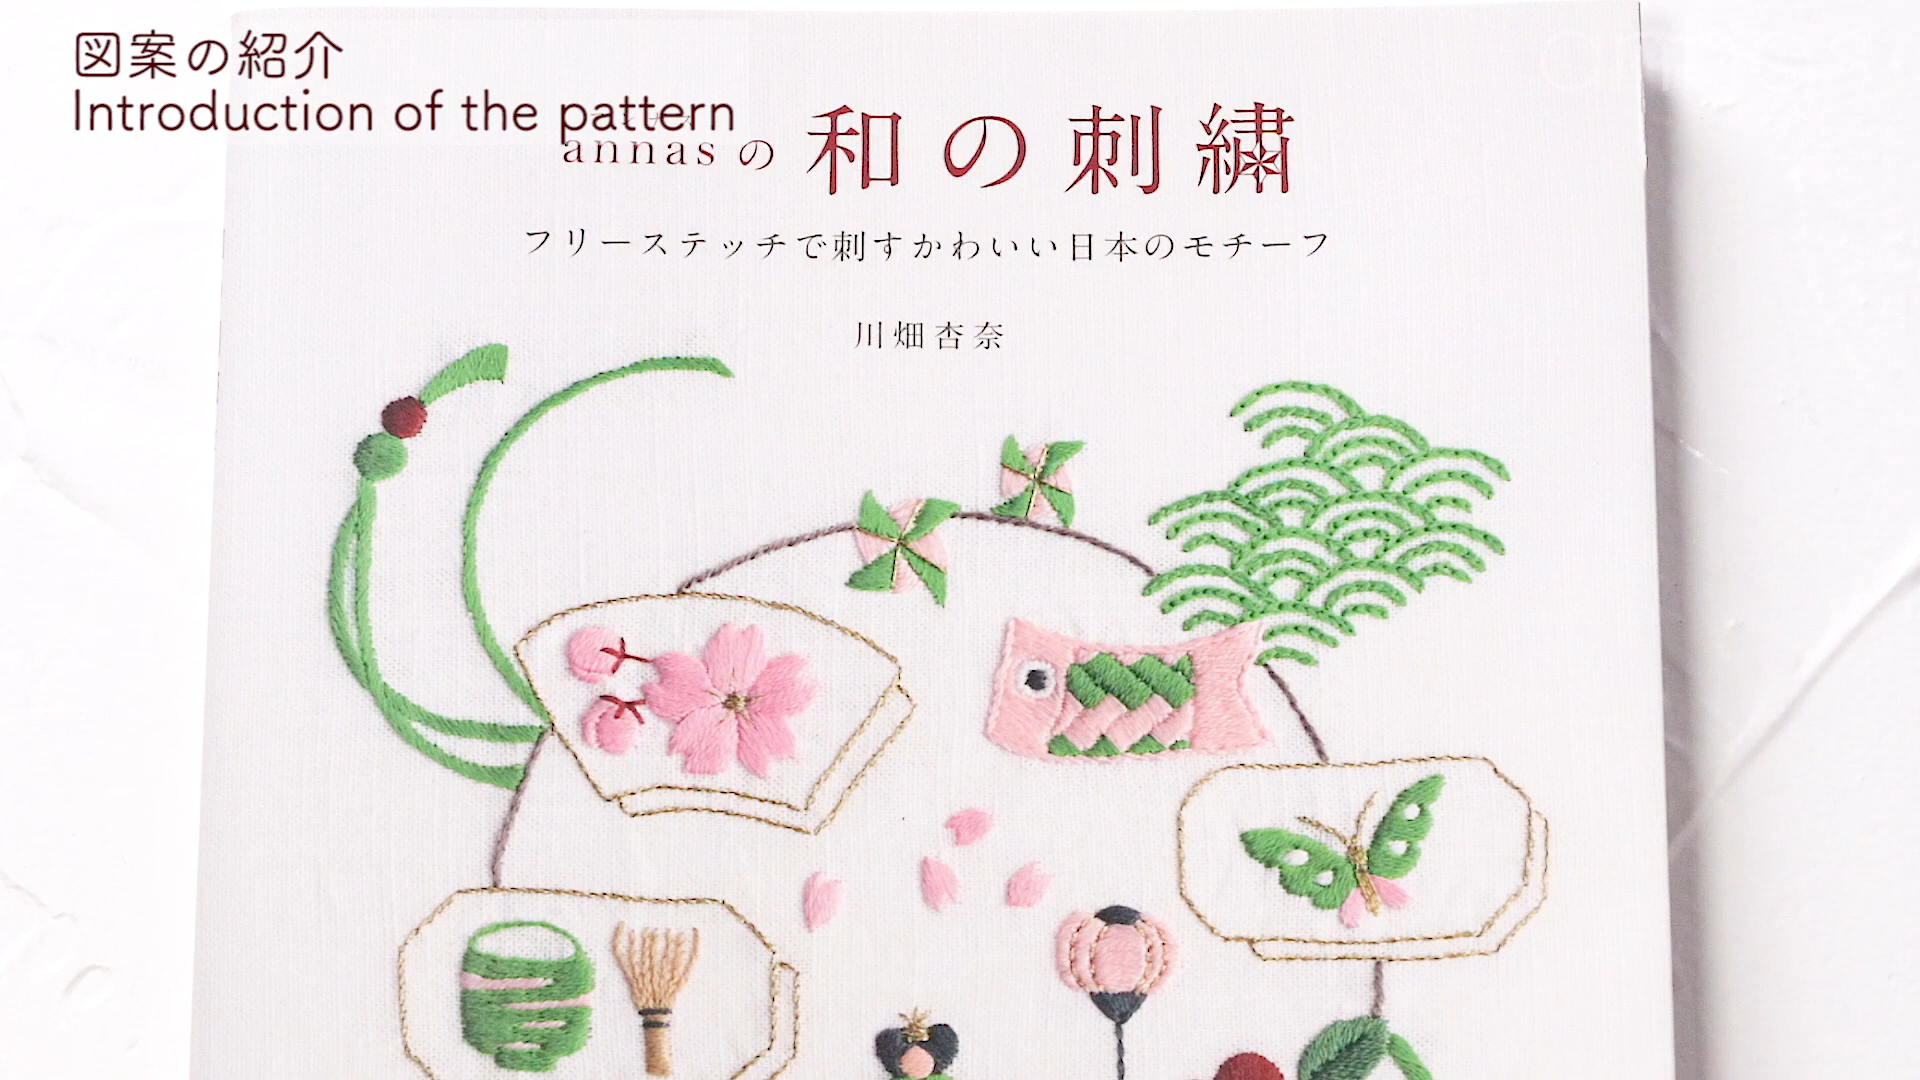 図案の紹介
Introduction of the pattern
annasの和の刺繍
フリーステッチで刺すかわいい日本のモチーフ
川畑杏奈